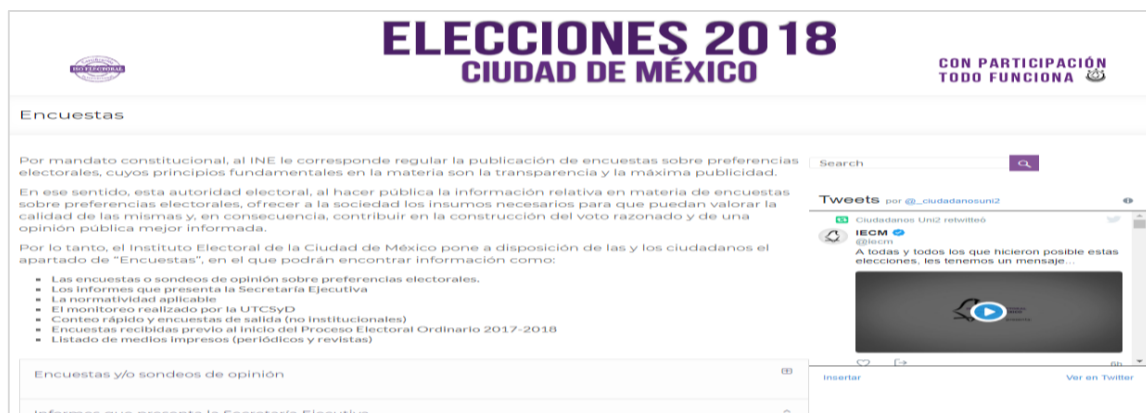 ELECCIONES 2018
CIUDAD DE MÉXICO
CON PARTICIPACIÓN
TODO FUNCIONA
Encuestas
Por mandato constitucional, al INE le corresponde regular la publicación de encuestas sobre preferencias
electorales, cuyos principios fundamentales en la materia son la transparencia y la máxima publicidad.
En ese sentido, esta autoridad electoral, al hacer pública la información relativa en materia de encuestas
sobre preferencias electorales, ofrecer a la sociedad los insumos necesarios para que puedan valorar la
calidad de las mismas y, en consecuencia, contribuir en la construcción del voto razonado y de una
opinión pública mejor informada.
Por lo tanto, el Instituto Electoral de la Ciudad de México pone a disposición de las y los ciudadanos el
apartado de "Encuestas", en el que podrán encontrar información como:
Las encuestas o sondeos de opinión sobre preferencias electorales.
Los informes que presenta la Secretaría Ejecutiva
La normatividad aplicable
El monitoreo realizado por la UTCSyD
Conteo rápido y encuestas de salida (no institucionales)
Encuestas recibidas previo al inicio del Proceso Electoral Ordinario 2017-2018
Listado de medios impresos (periódicos y revistas)
Encuestas y/o sondeos de opinión
Informes que presenta la Secretaría Ejecutiva
Search
Tweets por @_ciudadanosuni2
Ciudadanos Uni2 retwitteó
IECM
@iecm
A todas y todos los que hicieron posible estas
elecciones, les tenemos un mensaje...
6h
Insertar
Ver en Twitter